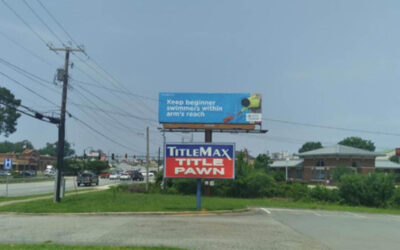 Keep beginner
swimmers within
arm's reach
TITLEMAX
TITLE
PAWN